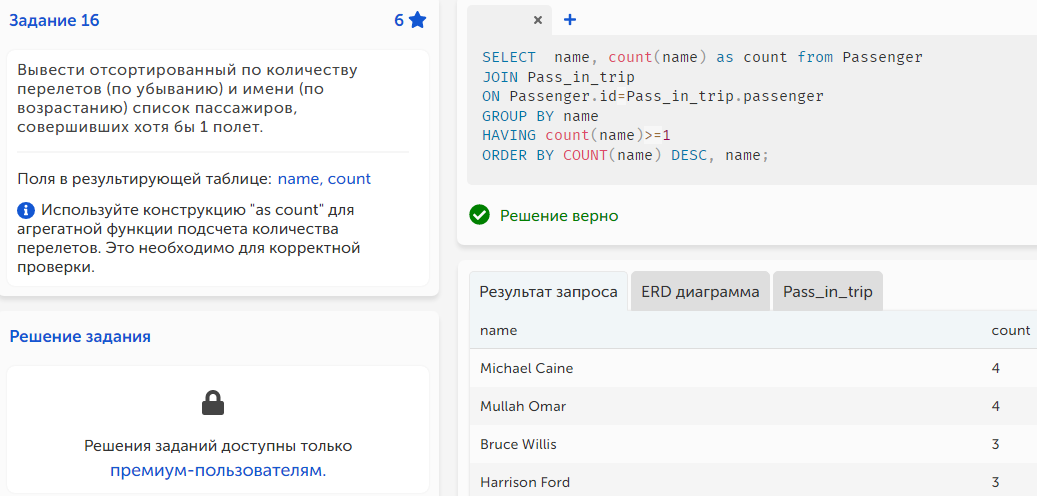 Задание 16
6
Вывести отсортированный по количеству
перелетов (по убыванию) и имени (по
возрастанию) список пассажиров,
совершивших хотя бы 1 полет.
Поля в результирующей таблице: name, count
Используйте конструкцию "as count" для
агрегатной функции подсчета количества
перелетов. Это необходимо для корректной
проверки.
Решение задания
Решения заданий доступны только
премиум-пользователям.
SELECT  name, count(name) as count from Passenger
JOIN Pass_in_trip
ON Passenger.id=Pass_in_trip.passenger
GROUP BY name
HAVING count(name)>=1
ORDER BY COUNT(name) DESC, name;
Решение верно
Результат запроса ERD диаграмма Pass_in_trip
name count
Michael Caine 4
Mullah Omar 4
Bruce Willis 3
Harrison Ford 3